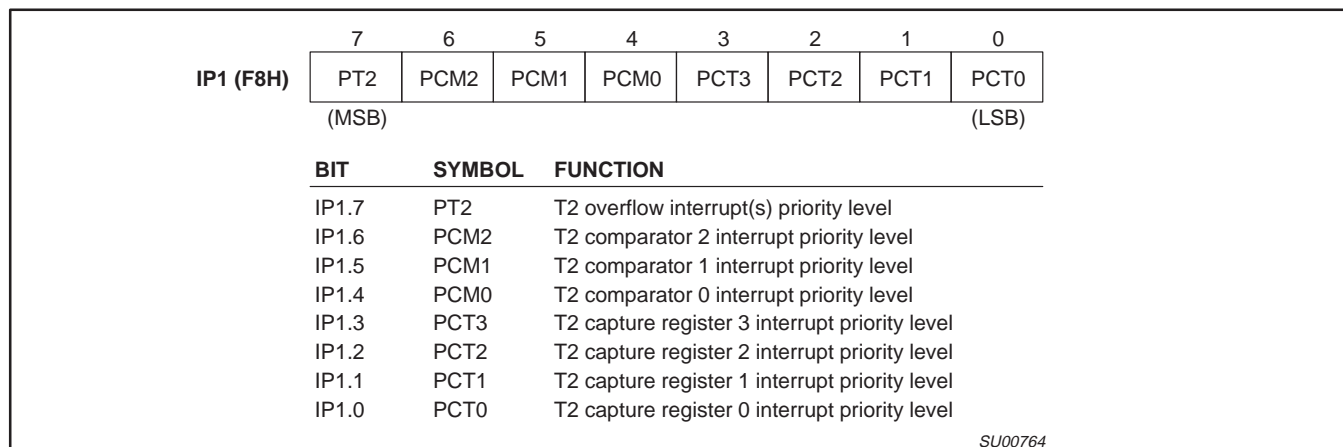 7 6 5 4 3 2 1 0
IP1 (F8H) PT2 PCM2 PCM1 PCM0 PCT3 PCT2 PCT1 PCT0
(MSB) (LSB)
BIT SYMBOL FUNCTION
IP1.7 PT2 T2 overflow interrupt(s) priority level
IP1.6 PCM2 T2 comparator 2 interrupt priority level
IP1.5 PCM1 T2 comparator 1 interrupt priority level
IP1.4 PCM0 T2 comparator 0 interrupt priority level
IP1.3 PCT3 T2 capture register 3 interrupt priority level
IP1.2 PCT2 T2 capture register 2 interrupt priority level
IP1.1 PCT1 T2 capture register 1 interrupt priority level
IP1.0 PCT0 T2 capture register 0 interrupt priority level
SU00764